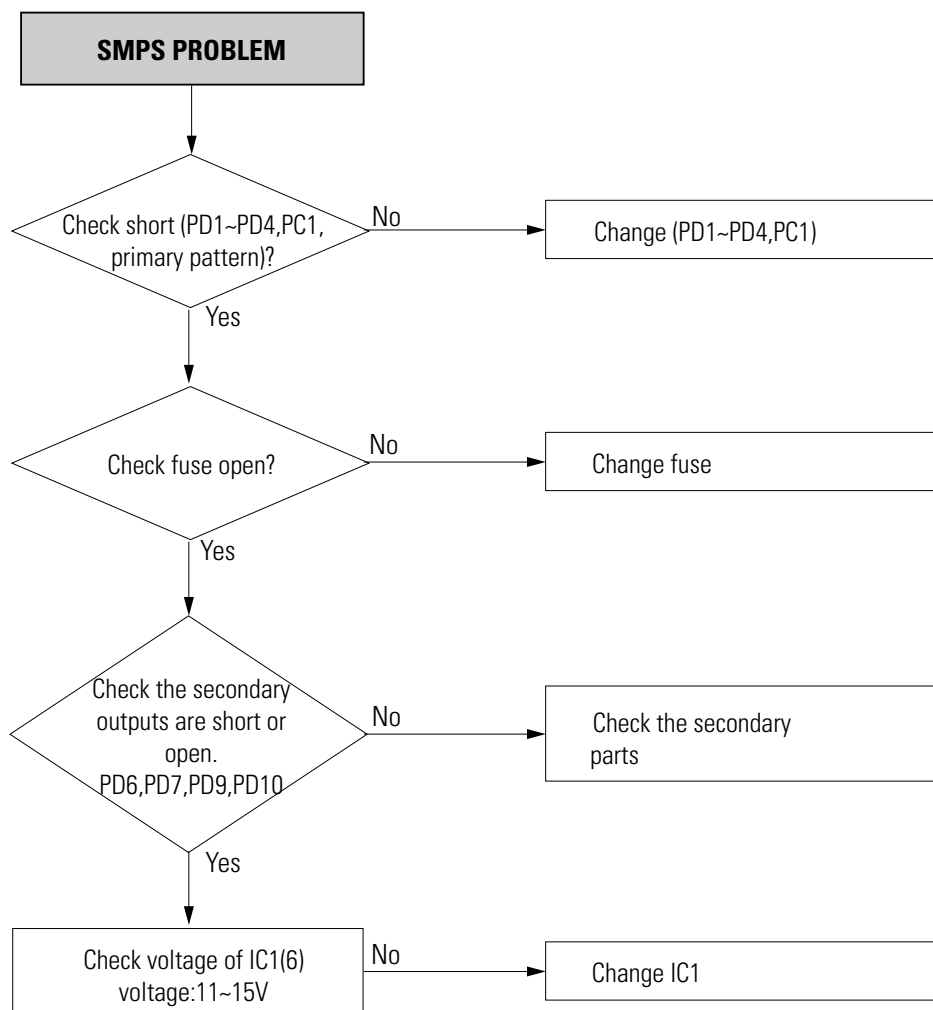 SMPS PROBLEM
Check short (PD1~PD4,PC1,
primary pattern)?
No
Change (PD1~PD4,PC1)
Yes
Check fuse open?
No
Change fuse
Yes
Check the secondary
outputs are short or
open.
PD6,PD7,PD9,PD10
No
Check the secondary
parts
Yes
Check voltage of IC1(6)
voltage:11~15V
No
Change IC1